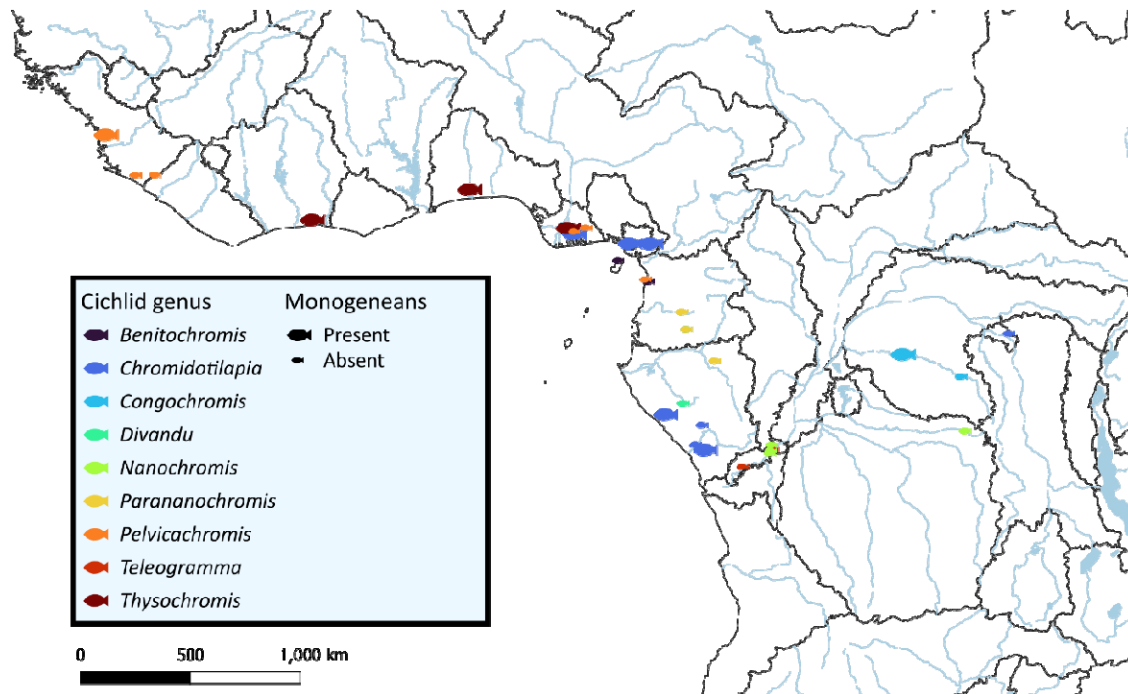 Cichlid genus
Monogeneans
Benitochromis
Present
Chromidotilapia
Absent
Congochromis
Divandu
Nanochromis
Parananochromis
Pelvicachromis
Teleogramma
Thysochromis
0 500 1,000 km